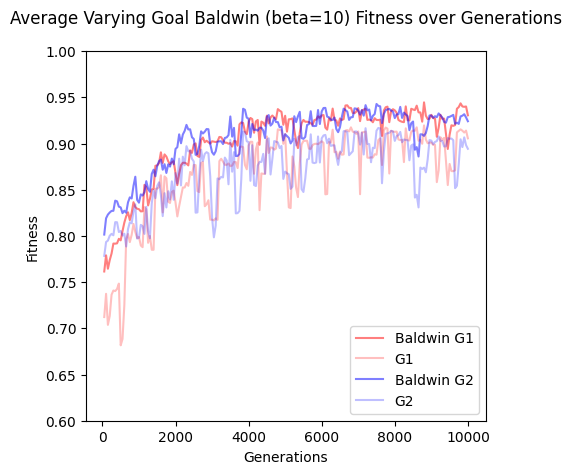 Average Varying Goal Baldwin (beta=10) Fitness over Generations
1.00
0.95
0.90
0.85
0.80
0.75
0.70
0.65
0.60
Fitness
Baldwin G1
G1
Baldwin G2
G2
0
2000
4000
6000
8000
10000
Generations